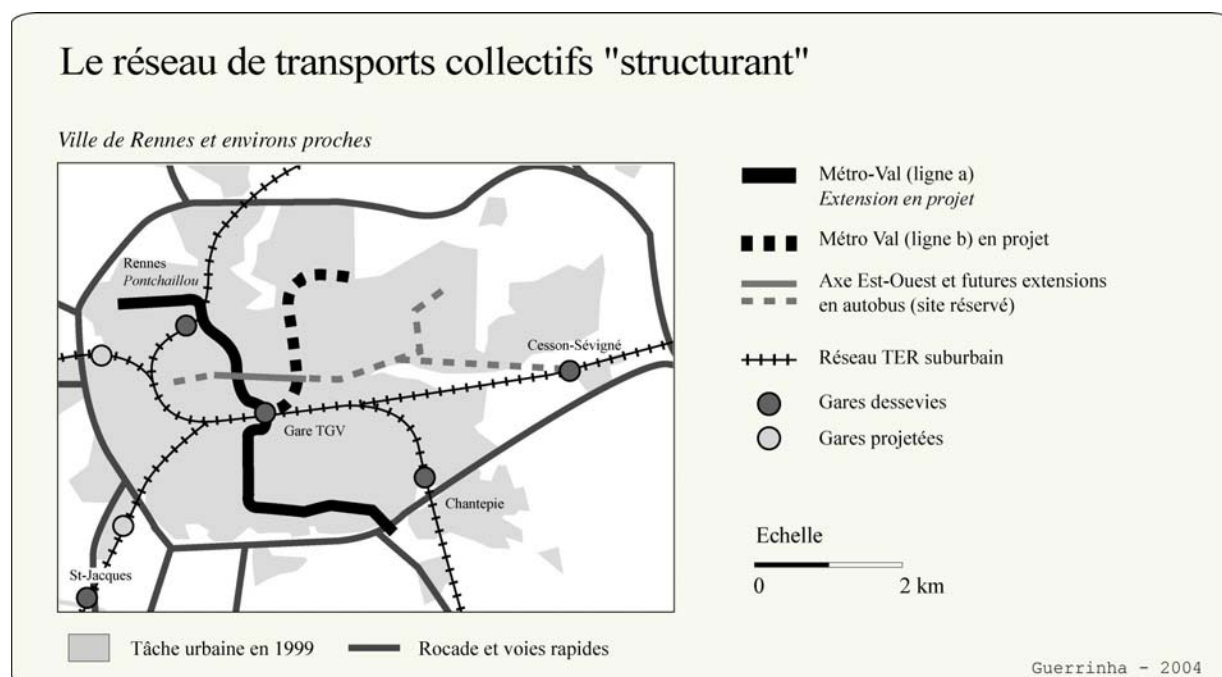 Le réseau de transports collectifs "structurant"
Ville de Rennes et environs proches
Rennes
Pontchaillou
Cesson-Sévigné
Gare TGV
Chantepie
St-Jacques
Métro-Val (ligne a)
Extension en projet
Métro Val (ligne b) en projet
Axe Est-Ouest et futures extensions
en autobus (site réservé)
Réseau TER suburbain
Gares dessevies
Gares projetées
Echelle
0 2 km
Tâche urbaine en 1999
Rocade et voies rapides
Guerrinha - 2004